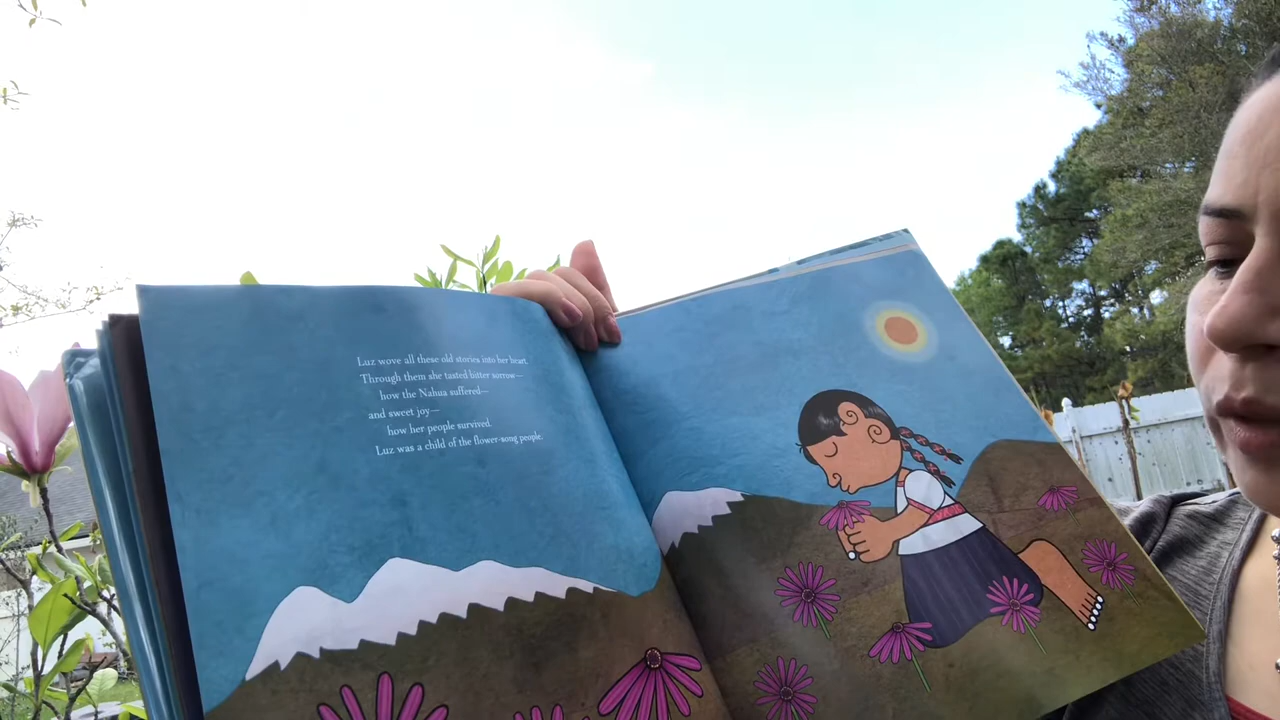 Luz wove all these old stories into her heart.
Through them she tasted bitter sorrow—
how the Nahua suffered—
and sweet joy—
how her people survived.
Luz was a child of the flower-song people.